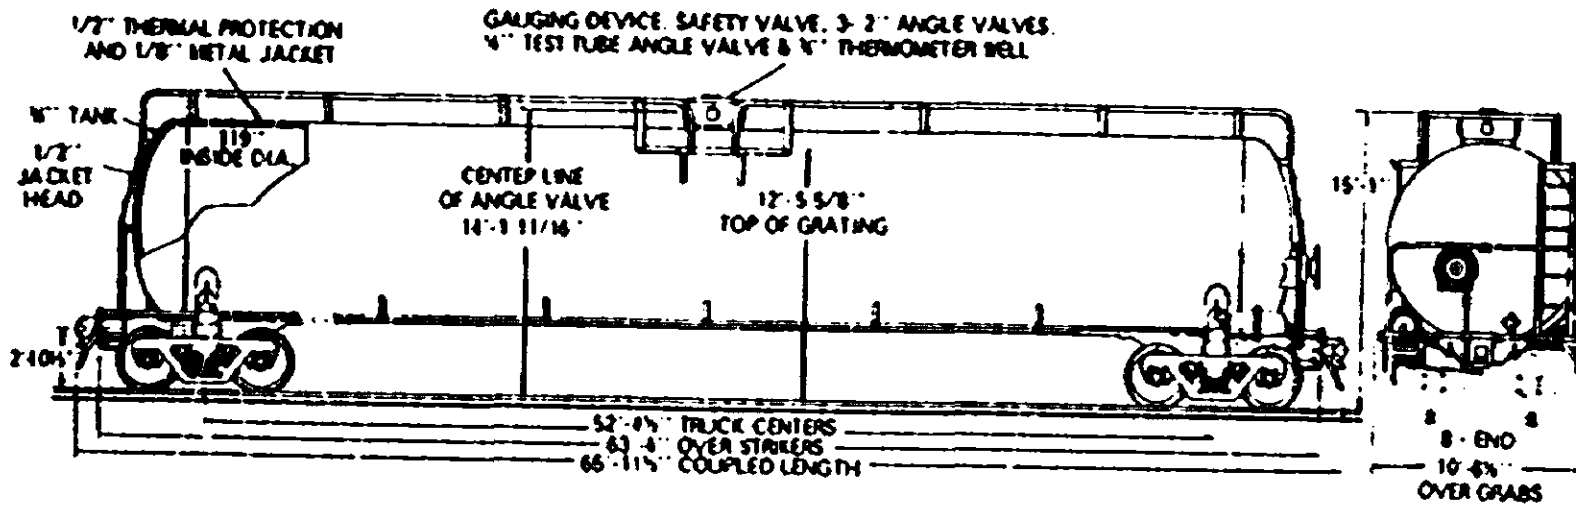 1/2" THERMAL PROTECTION
AND 1/8" METAL JACKET
GAUGING DEVICE. SAFETY VALVE. 3- 2" ANGLE VALVES.
TEST TUBE ANGLE VALVE & THERMOMETER WELL
TANK
119"
INSIDE DIA.
1/2"
JACKET
HEAD
CENTER LINE
OF ANGLE VALVE
11/16"
12'-5 5/8"
TOP OF GRATING
TRUCK CENTERS
OVER STRIKERS
COUPLED LENGTH
B - END
OVER GRABS